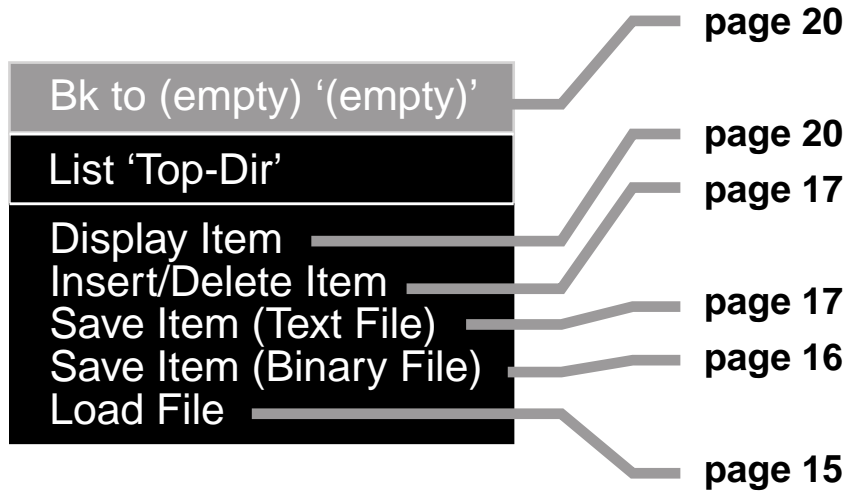 page 20
Bk to (empty) ‘(empty)’
page 20
List ‘Top-Dir’
page 17
Display Item
Insert/Delete Item
page 17
Save Item (Text File)
page 16
Save Item (Binary File)
Load File
page 15